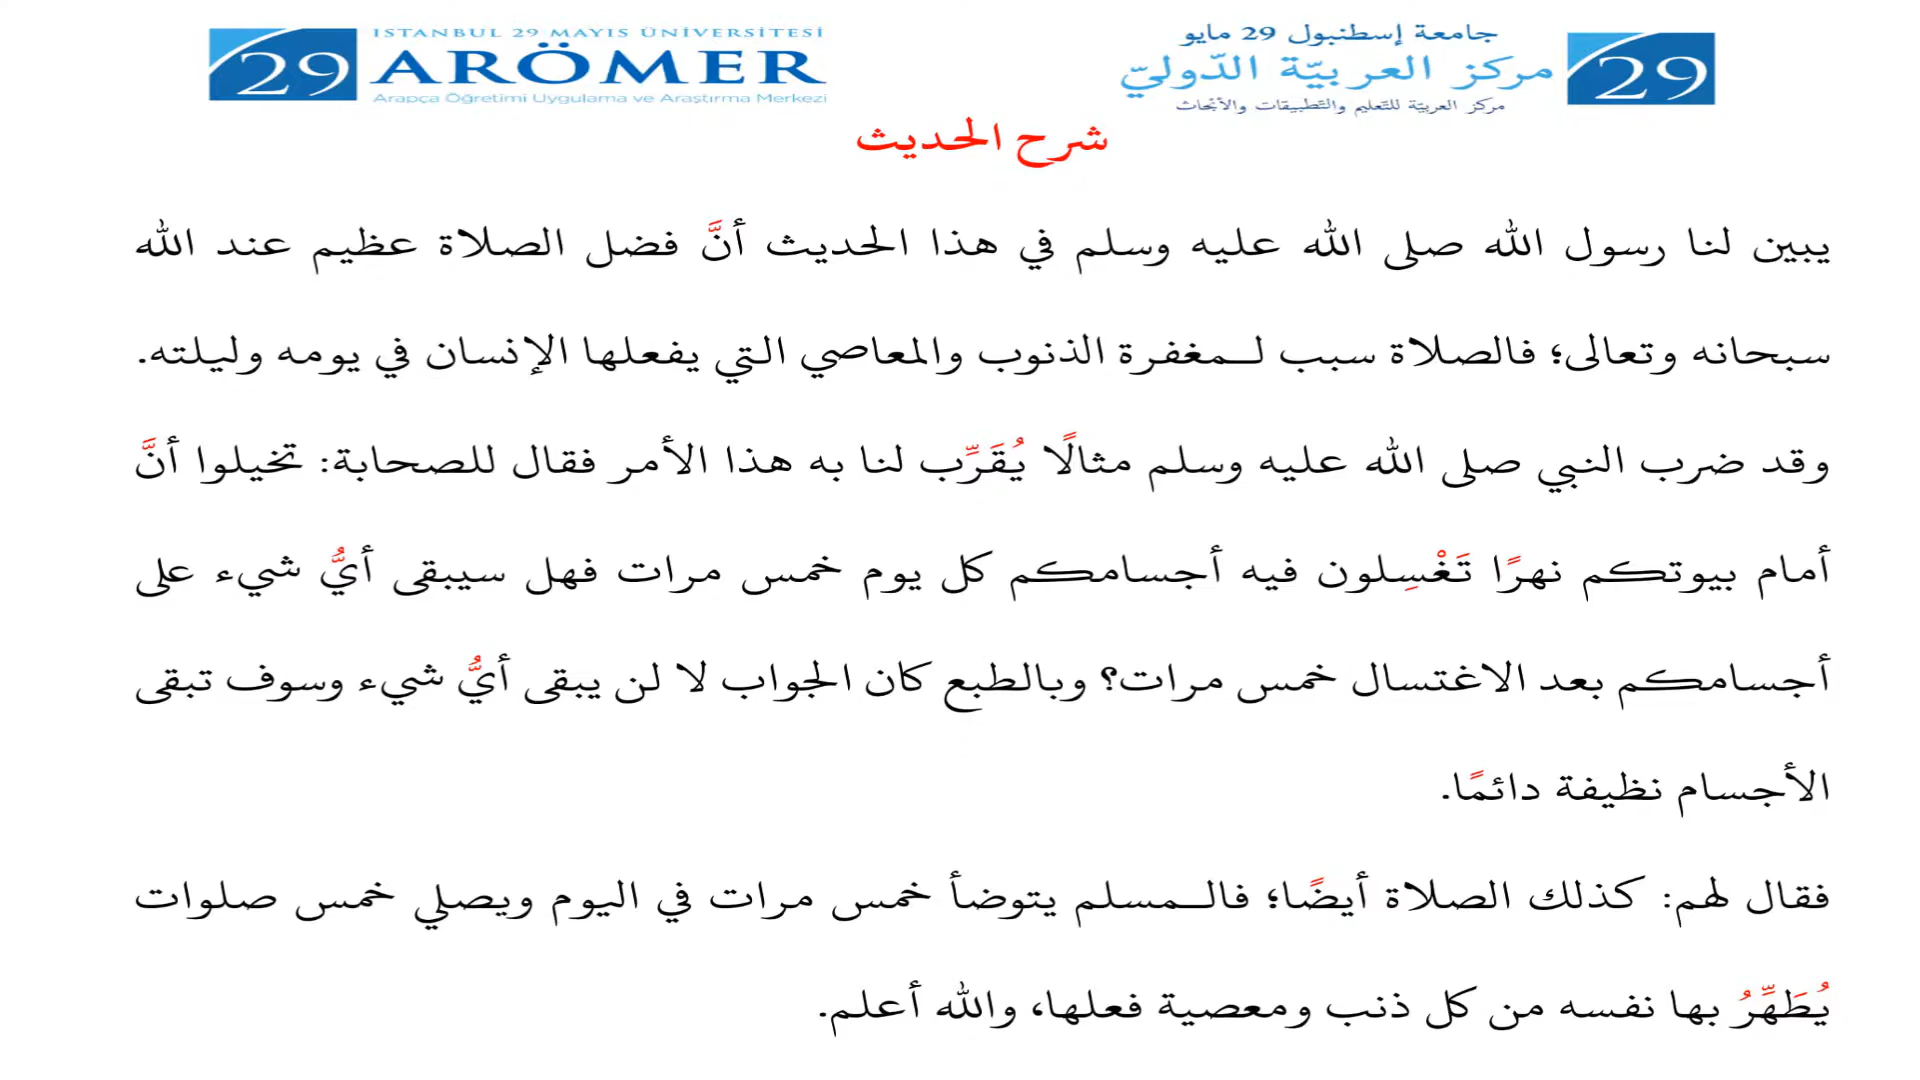 ISTANBUL 29 MAYIS ÜNİVERSİTESİ
29 ARÖMER
Arapça Öğretimi Uygulama ve Araştırma Merkezi
جامعة إسطنبول 29 مايو
مركز العربيّة الدّوليّ 29
مركز العربيّة للتّعليم والتّطبيقات والأبحاث
شرح الحديث
يبين لنا رسول الله صلى الله عليه وسلم في هذا الحديث أنَّ فضل الصلاة عظيم عند الله
سبحانه وتعالى؛ فالصلاة سبب لـمغفرة الذنوب والمعاصي التي يفعلها الإنسان في يومه وليلته.
وقد ضرب النبي صلى الله عليه وسلم مثالًا يُقَرِّب لنا به هذا الأمر فقال للصحابة: تخيلوا أنَّ
أمام بيوتكم نهرًا تَغْسِلون فيه أجسامكم كل يوم خمس مرات فهل سيبقى أيُّ شيء على
أجسامكم بعد الاغتسال خمس مرات؟ وبالطبع كان الجواب لا لن يبقى أيُّ شيء وسوف تبقى
الأجسام نظيفة دائمًا.
فقال لهم: كذلك الصلاة أيضًا؛ فالـمسلم يتوضأ خمس مرات في اليوم ويصلي خمس صلوات
يُطَهِّرُ بها نفسه من كل ذنب ومعصية فعلها، والله أعلم.